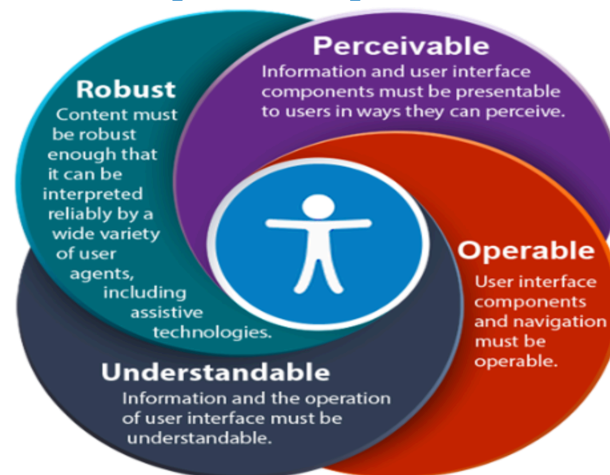 Perceivable
Information and user interface
components must be presentable
to users in ways they can perceive.
Operable
User interface
components
and navigation
must be
operable.
Understandable
Information and the operation
of user interface must be
understandable.
Robust
Content must
be robust
enough that
it can be
interpreted
reliably by a
wide variety
of user
agents,
including
assistive
technologies.